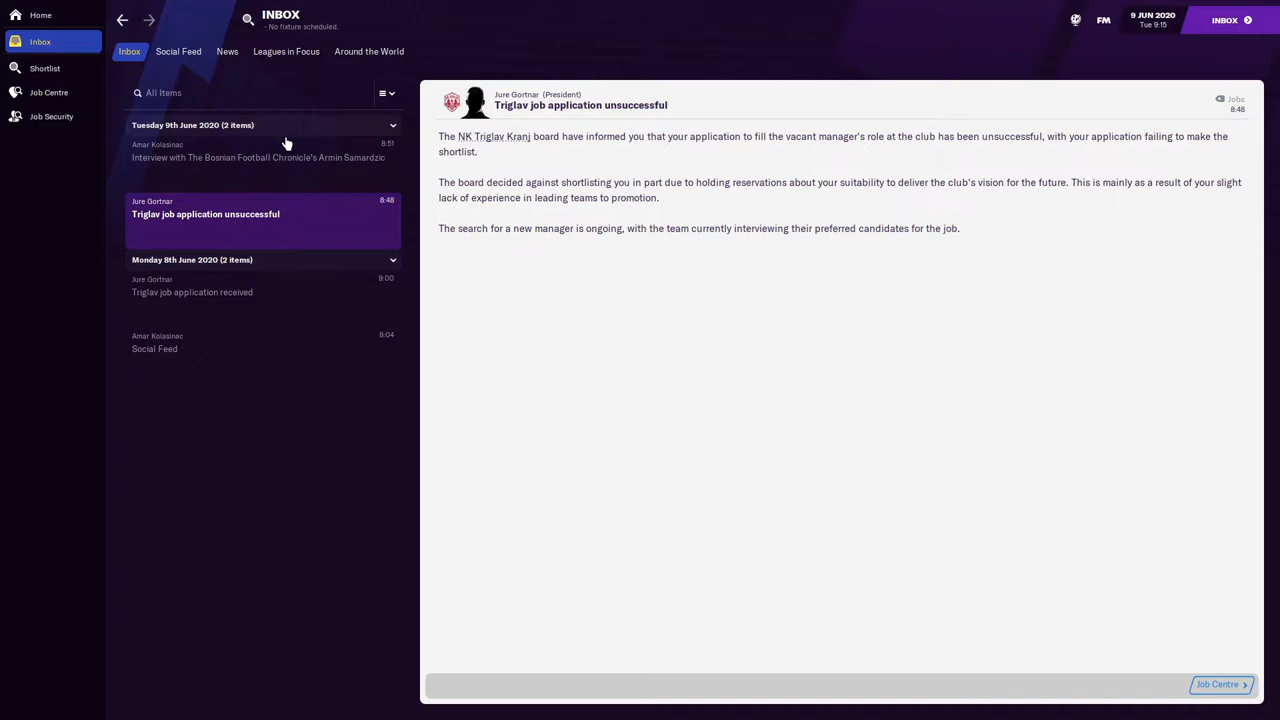 Home
Inbox
Shortlist
Job Centre
Job Security
INBOX
- No fixture scheduled.
FM
9 JUN 2020
Tue 9:15
INBOX
Inbox
Social Feed
News
Leagues in Focus
Around the World
All Items
Tuesday 9th June 2020 (2 items)
Amar Kolasinac
8:51
Interview with The Bosnian Football Chronicle's Armin Samardzic
Jure Gortnar
8:48
Triglav job application unsuccessful
Monday 8th June 2020 (2 items)
Jure Gortnar
9:00
Triglav job application received
Amar Kolasinac
8:04
Social Feed
Jure Gortnar (President)
Triglav job application unsuccessful
Jobs
8:48
The NK Triglav Kranj board have informed you that your application to fill the vacant manager's role at the club has been unsuccessful, with your application failing to make the
shortlist.
The board decided against shortlisting you in part due to holding reservations about your suitability to deliver the club's vision for the future. This is mainly as a result of your slight
lack of experience in leading teams to promotion.
The search for a new manager is ongoing, with the team currently interviewing their preferred candidates for the job.
Job Centre